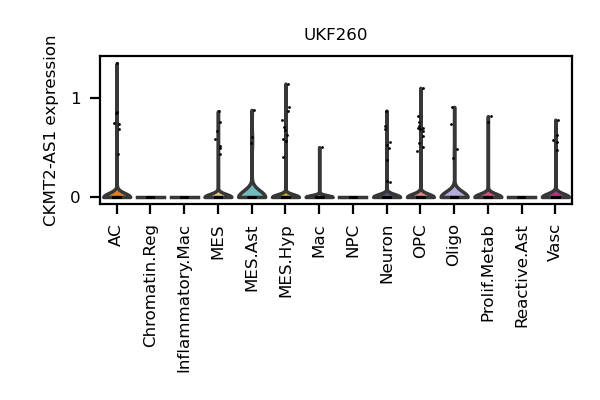 UKF260
CKMT2-AS1 expression
1
0
AC
Chromatin.Reg
Inflammatory.Mac
MES
MES.Ast
MES.Hyp
Mac
NPC
Neuron
OPC
Oligo
Prolif.Metab
Reactive.Ast
Vasc